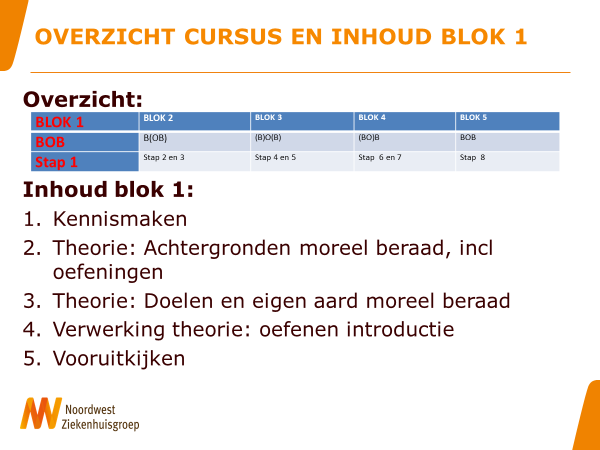 OVERZICHT CURSUS EN INHOUD BLOK 1
Overzicht:
BLOK 1 BLOK 2 BLOK 3 BLOK 4 BLOK 5
BOB B(OB) (B)O(B) (BO)B BOB
Stap 1 Stap 2 en 3 Stap 4 en 5 Stap 6 en 7 Stap 8
Inhoud blok 1:
1. Kennismaken
2. Theorie: Achtergronden moreel beraad, incl
oefeningen
3. Theorie: Doelen en eigen aard moreel beraad
4. Verwerking theorie: oefenen introductie
5. Vooruitkijken
Noordwest
Ziekenhuisgroep